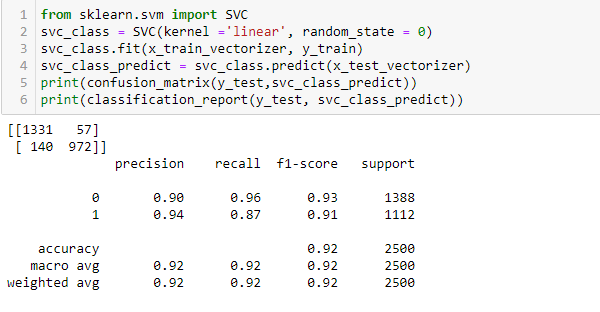 1 from sklearn.svm import SVC
2 svc_class = SVC(kernel ='linear', random_state = 0)
3 svc_class.fit(x_train_vectorizer, y_train)
4 svc_class_predict = svc_class.predict(x_test_vectorizer)
5 print(confusion_matrix(y_test,svc_class_predict))
6 print(classification_report(y_test, svc_class_predict))
[[1331 57]
[ 140 972]]
precision recall f1-score support
0 0.90 0.96 0.93 1388
1 0.94 0.87 0.91 1112
accuracy 0.92 2500
macro avg 0.92 0.92 0.92 2500
weighted avg 0.92 0.92 0.92 2500